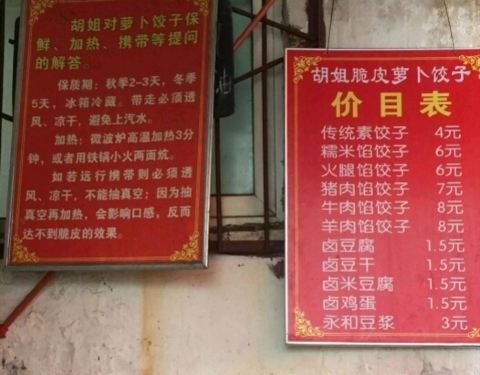 胡姐对萝卜饺子保
鲜、加热、携带等提问
的解答。
保质期：秋季2-3天，冬季
5天，冰箱冷藏。带走必须透
风、凉干，避免上汽水。
加热：微波炉高温加热3分
钟，或者用铁锅小火两面炕。
如若远行携带则必须透
风、凉干，不能抽真空；因为抽
真空再加热，会影响口感，反而
达不到脆皮的效果。
胡姐脆皮萝卜饺子
价目表
传统素饺子 4元
糯米馅饺子 6元
火腿馅饺子 6元
猪肉馅饺子 7元
牛肉馅饺子 8元
羊肉馅饺子 8元
卤豆腐 1.5元
卤豆干 1.5元
卤米豆腐 1.5元
卤鸡蛋 1.5元
永和豆浆 3元